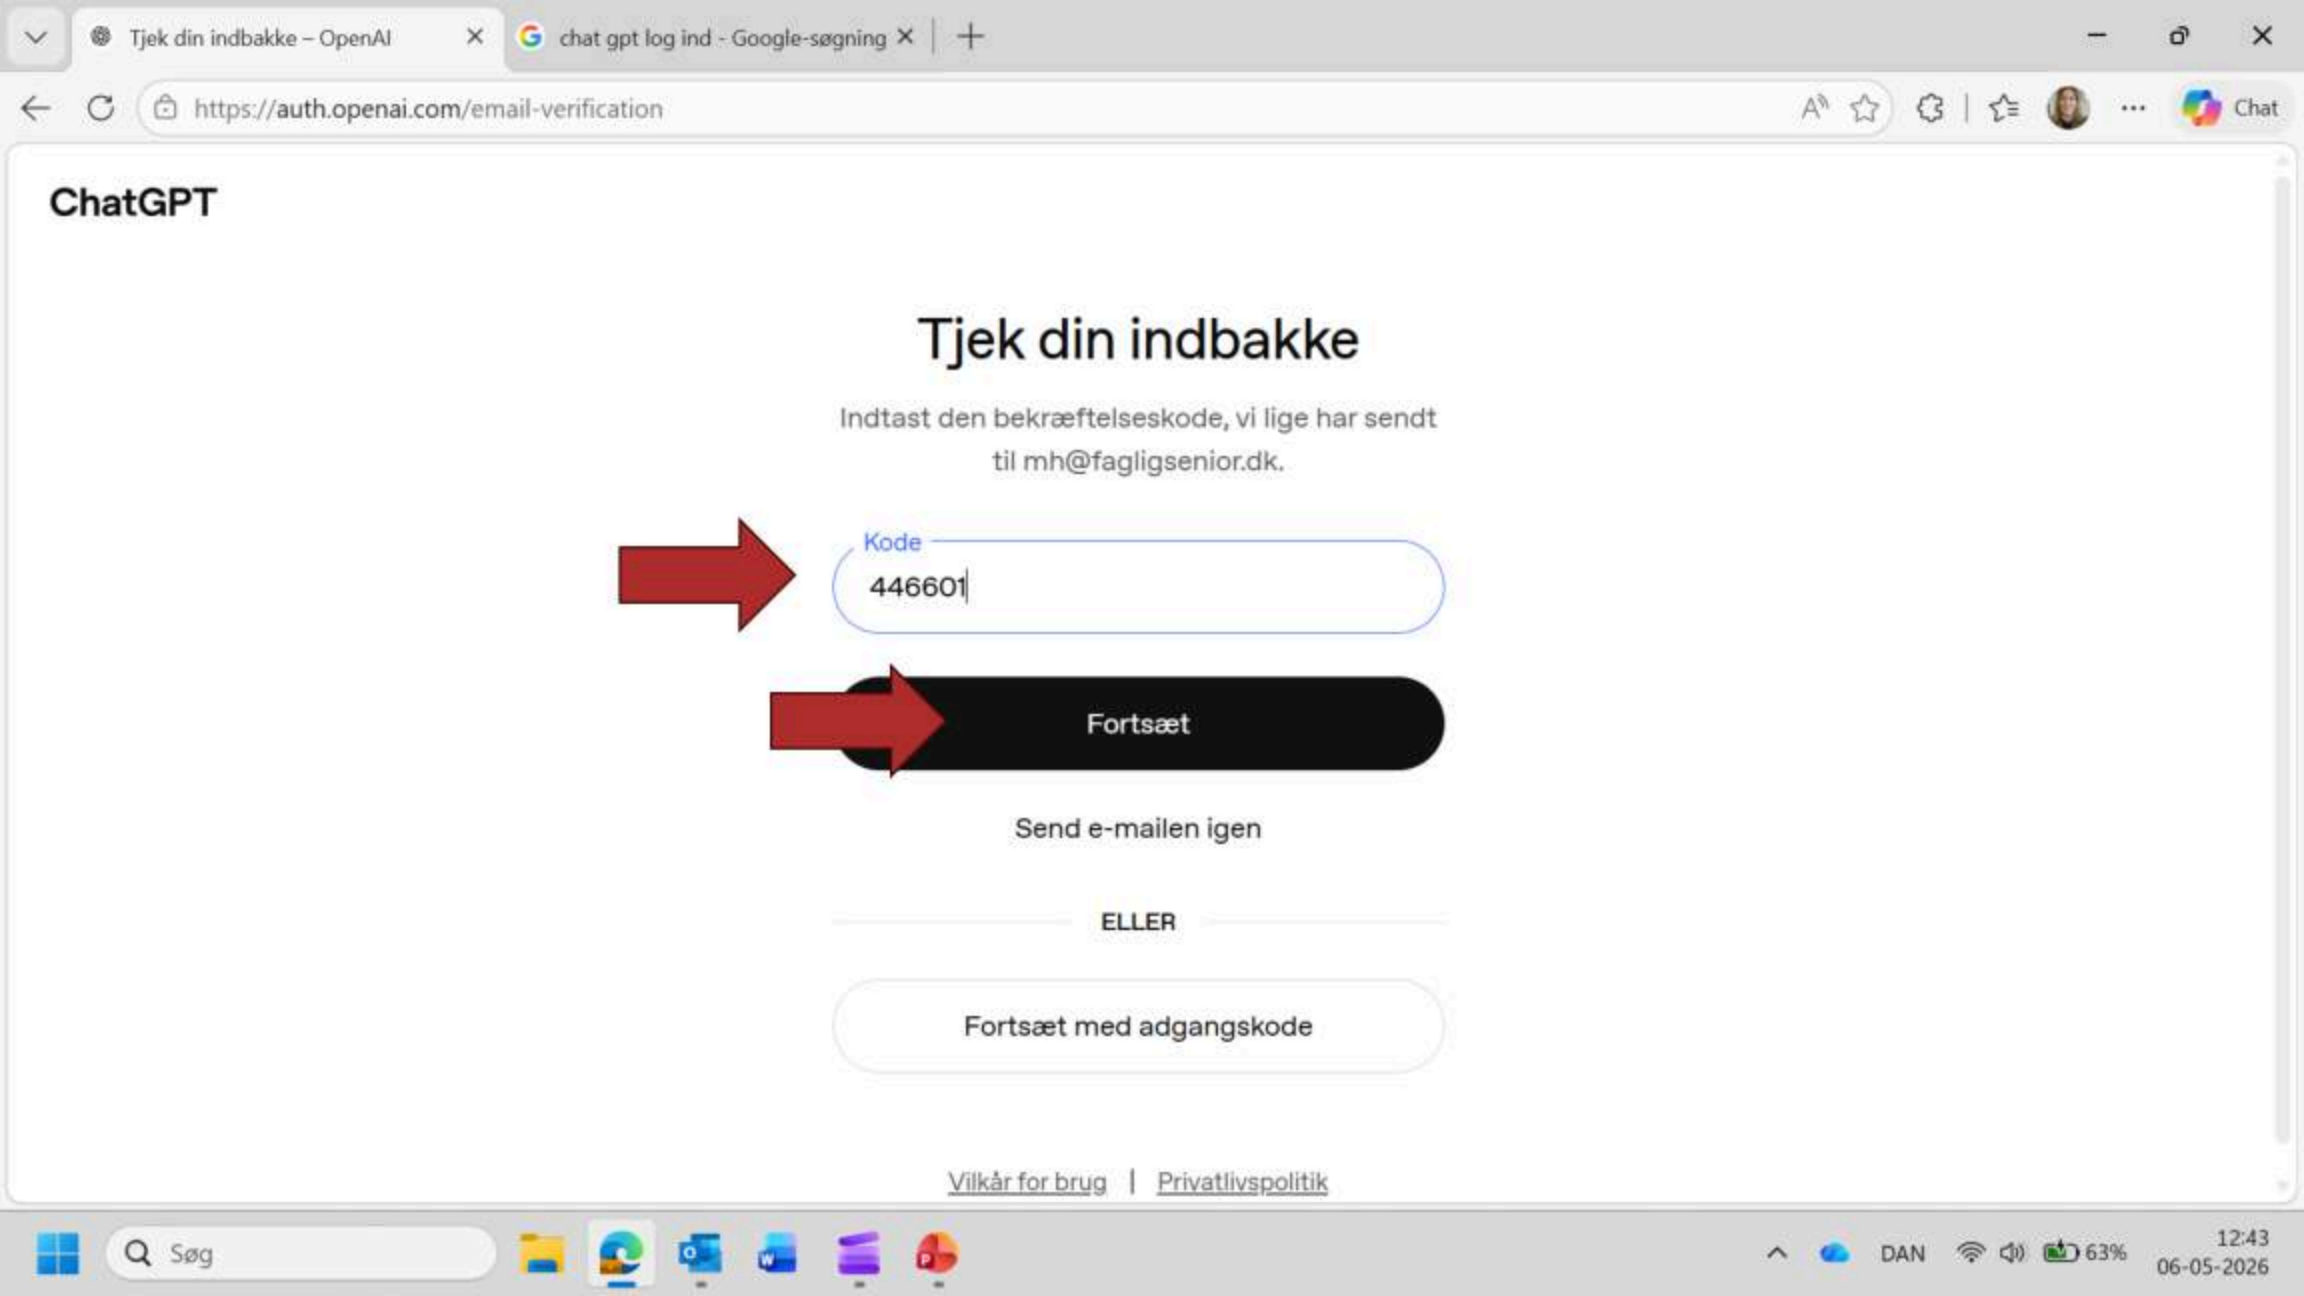 Tjek din indbakke – OpenAI
chat gpt log ind - Google-søgning
https://auth.openai.com/email-verification
Chat
ChatGPT
Tjek din indbakke
Indtast den bekræftelseskode, vi lige har sendt
til mh@fagligsenior.dk.
Kode
446601
Fortsæt
Send e-mailen igen
ELLER
Fortsæt med adgangskode
Vilkår for brug | Privatlivspolitik
Søg
DAN
63%
12:43
06-05-2026